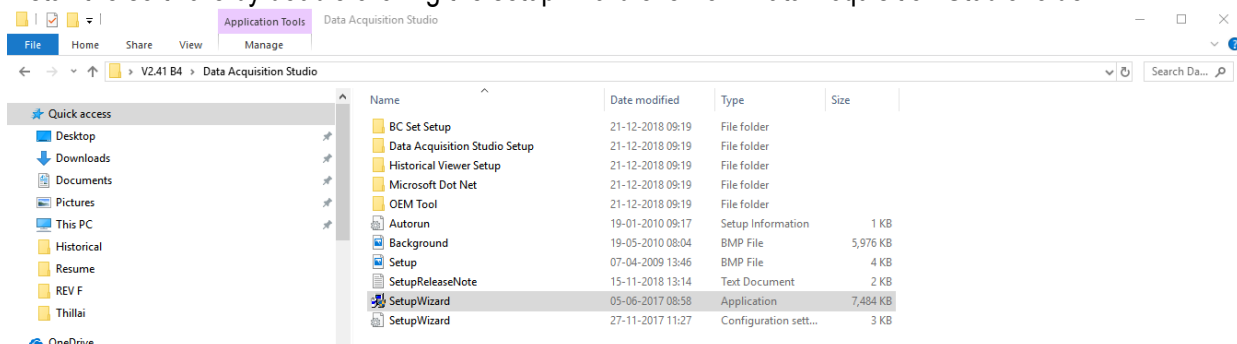 Application Tools Data Acquisition Studio
File Home Share View Manage
V2.41 B4 › Data Acquisition Studio Search Da...
Name Date modified Type Size
Quick access
Desktop
Downloads
Documents
Pictures
This PC
Historical
Resume
REV F
Thillai
OneDrive
BC Set Setup 21-12-2018 09:19 File folder
Data Acquisition Studio Setup 21-12-2018 09:19 File folder
Historical Viewer Setup 21-12-2018 09:19 File folder
Microsoft Dot Net 21-12-2018 09:19 File folder
OEM Tool 21-12-2018 09:19 File folder
Autorun 19-01-2010 09:17 Setup Information 1 KB
Background 19-05-2010 08:04 BMP File 5,976 KB
Setup 07-04-2009 13:46 BMP File 4 KB
SetupReleaseNote 15-11-2018 13:14 Text Document 2 KB
SetupWizard 05-06-2017 08:58 Application 7,484 KB
SetupWizard 27-11-2017 11:27 Configuration sett... 3 KB